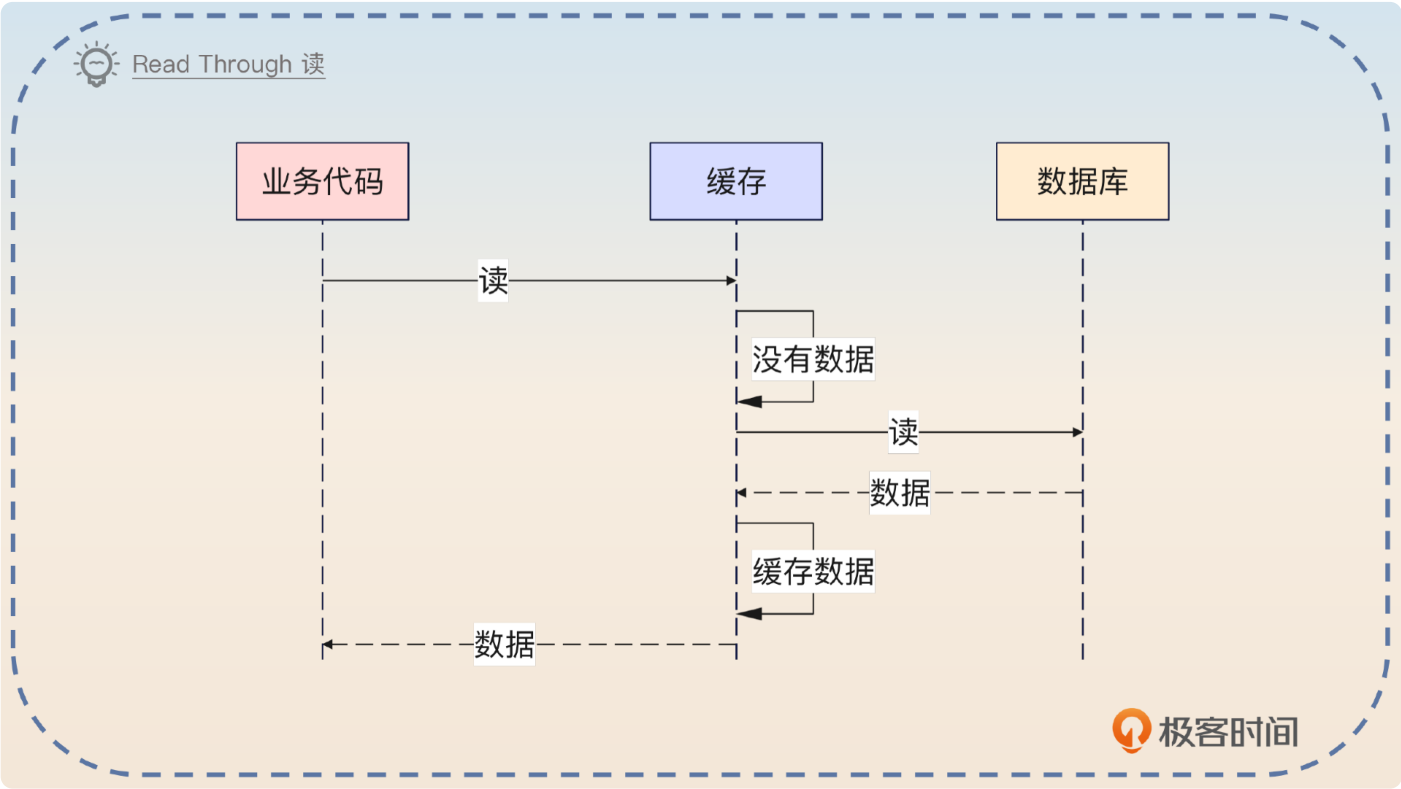 Read Through 读
业务代码
缓存
数据库
读
没有数据
读
数据
缓存数据
数据
极客时间